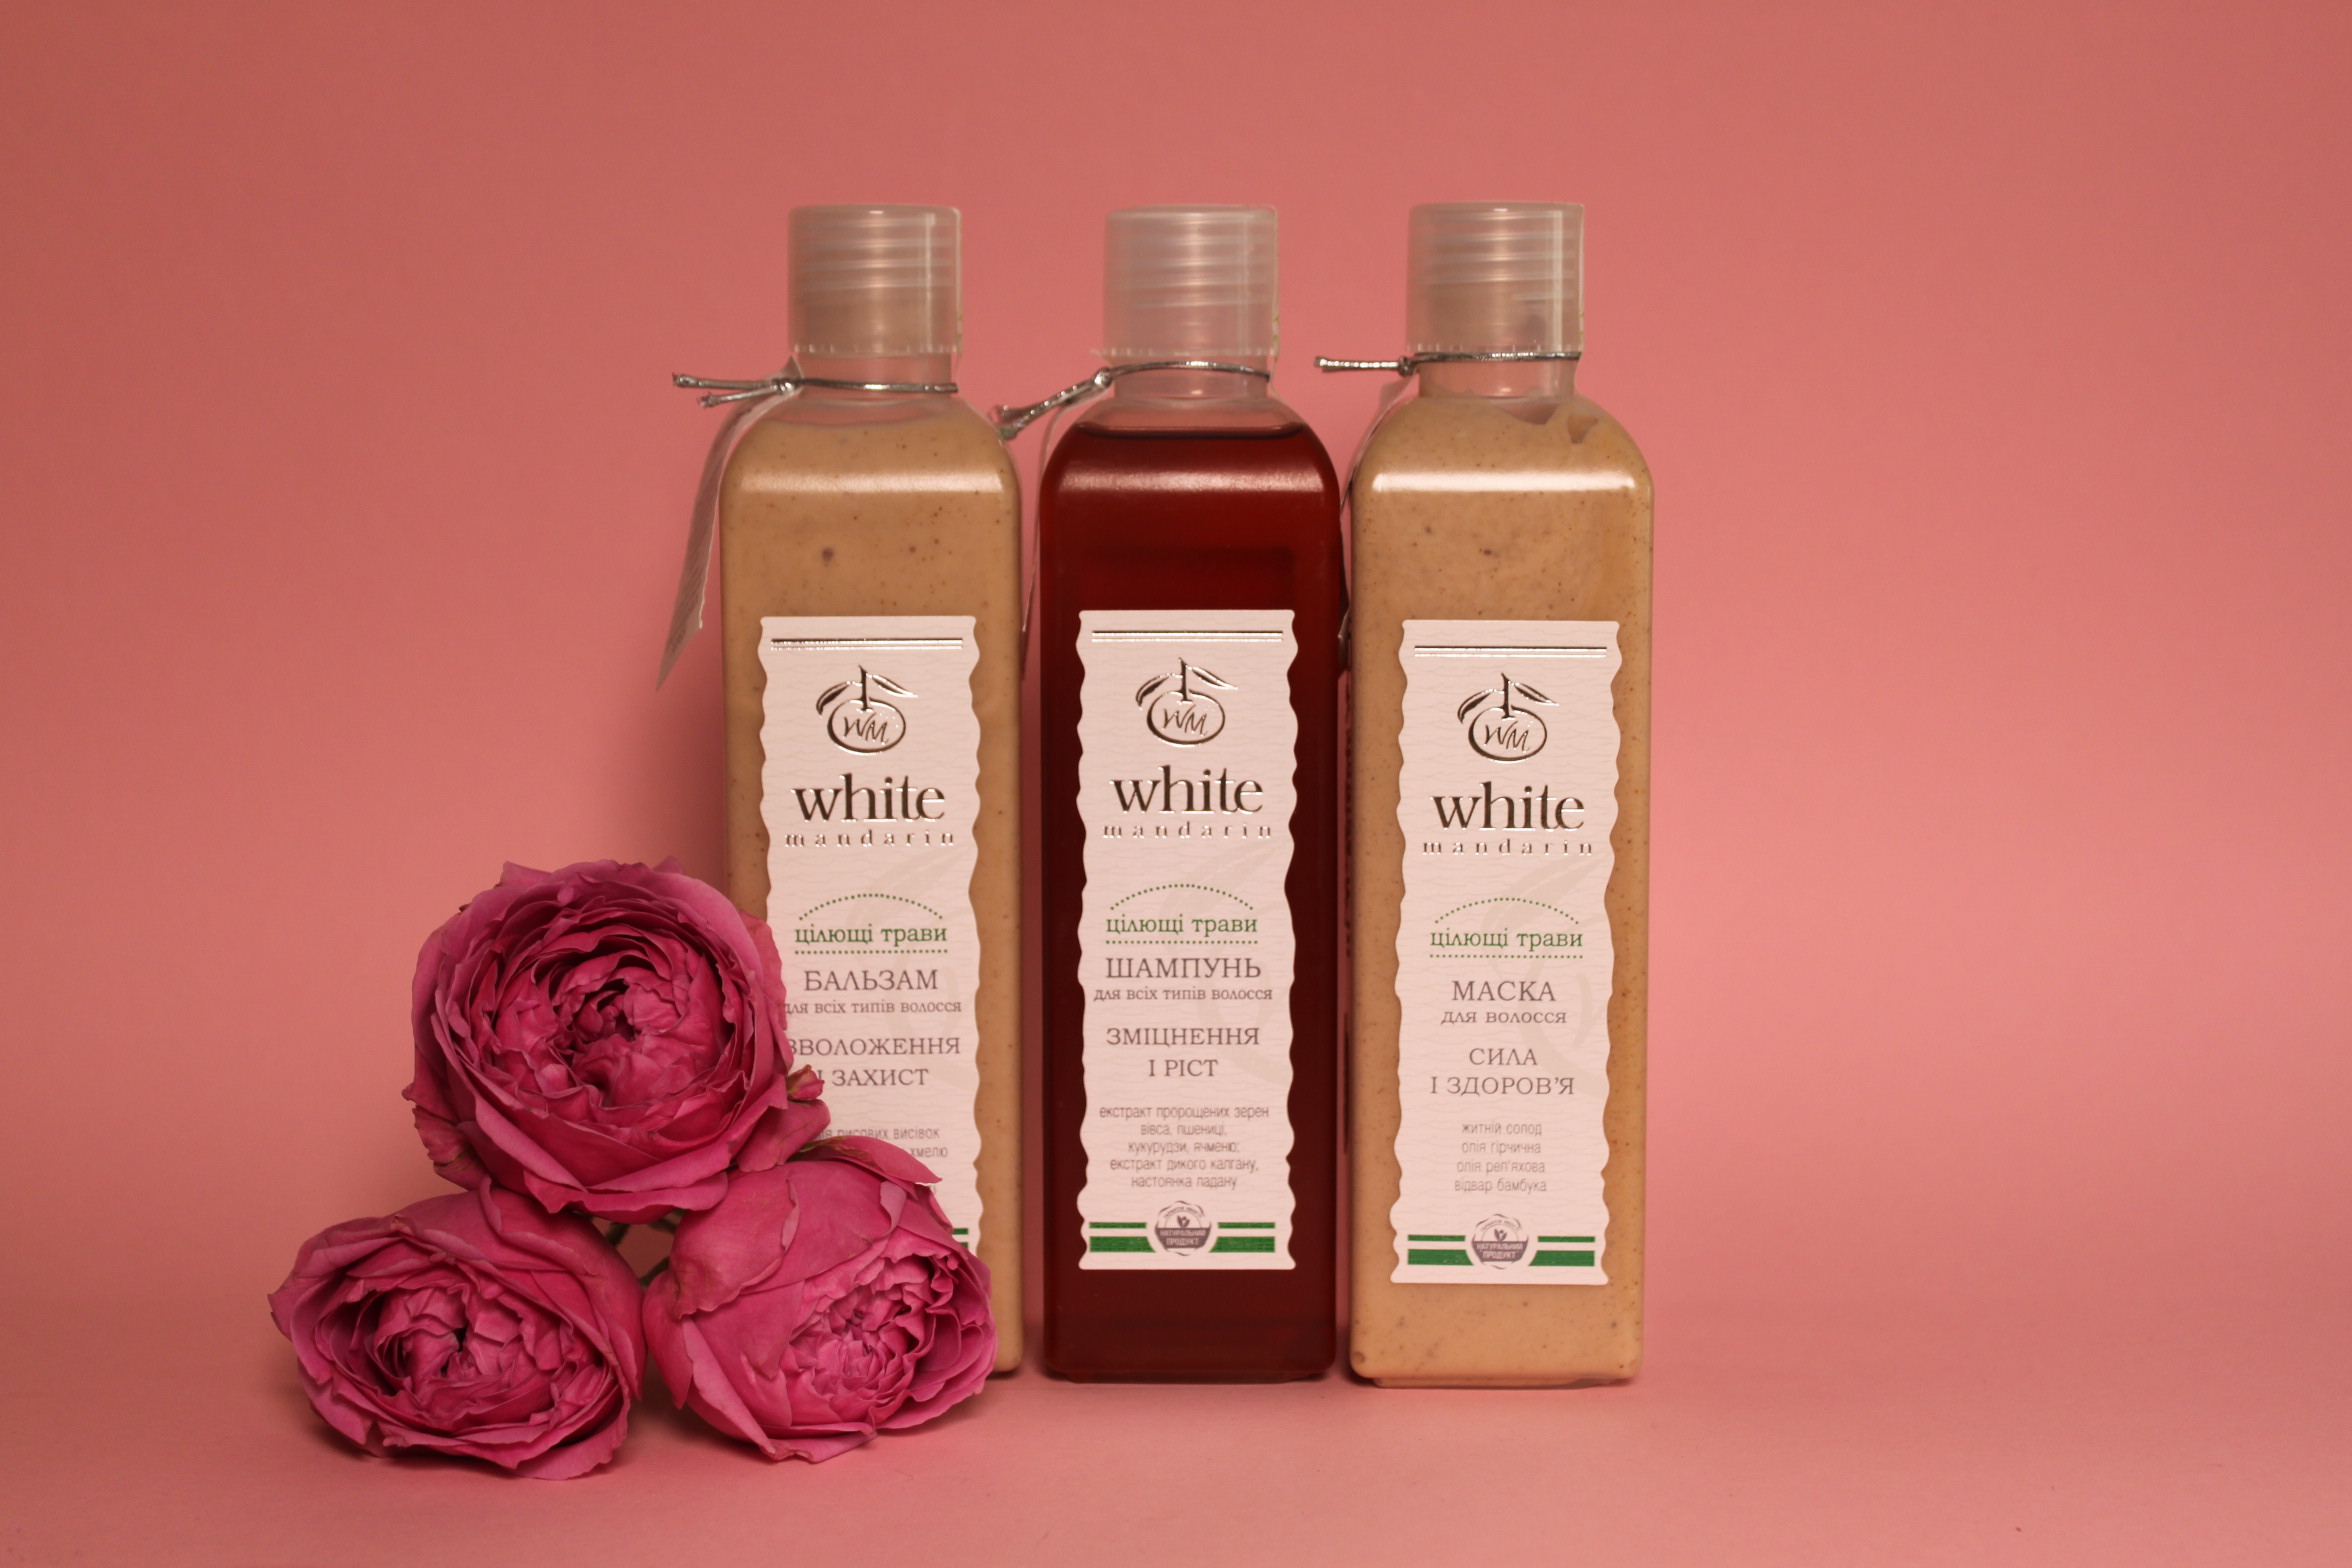 WM
white
mandarin
цілющі трави
БАЛЬЗАМ
для всіх типів волосся
ЗВОЛОЖЕННЯ
ЗАХИСТ
рисових висівок
хмелю
WM
white
mandarin
цілющі трави
ШАМПУНЬ
для всіх типів волосся
ЗМІЦНЕННЯ
І РІСТ
екстракт пророщених зерен
вівса, пшениці,
кукурудзи, ячменю;
екстракт дикого калгану,
настоянка ладану
НАТУРАЛЬНИЙ
ПРОДУКТ
WM
white
mandarin
цілющі трави
МАСКА
для волосся
СИЛА
І ЗДОРОВ'Я
житній солод
олія гірчична
олія реп'яхова
відвар бамбука
НАТУРАЛЬНИЙ
ПРОДУКТ